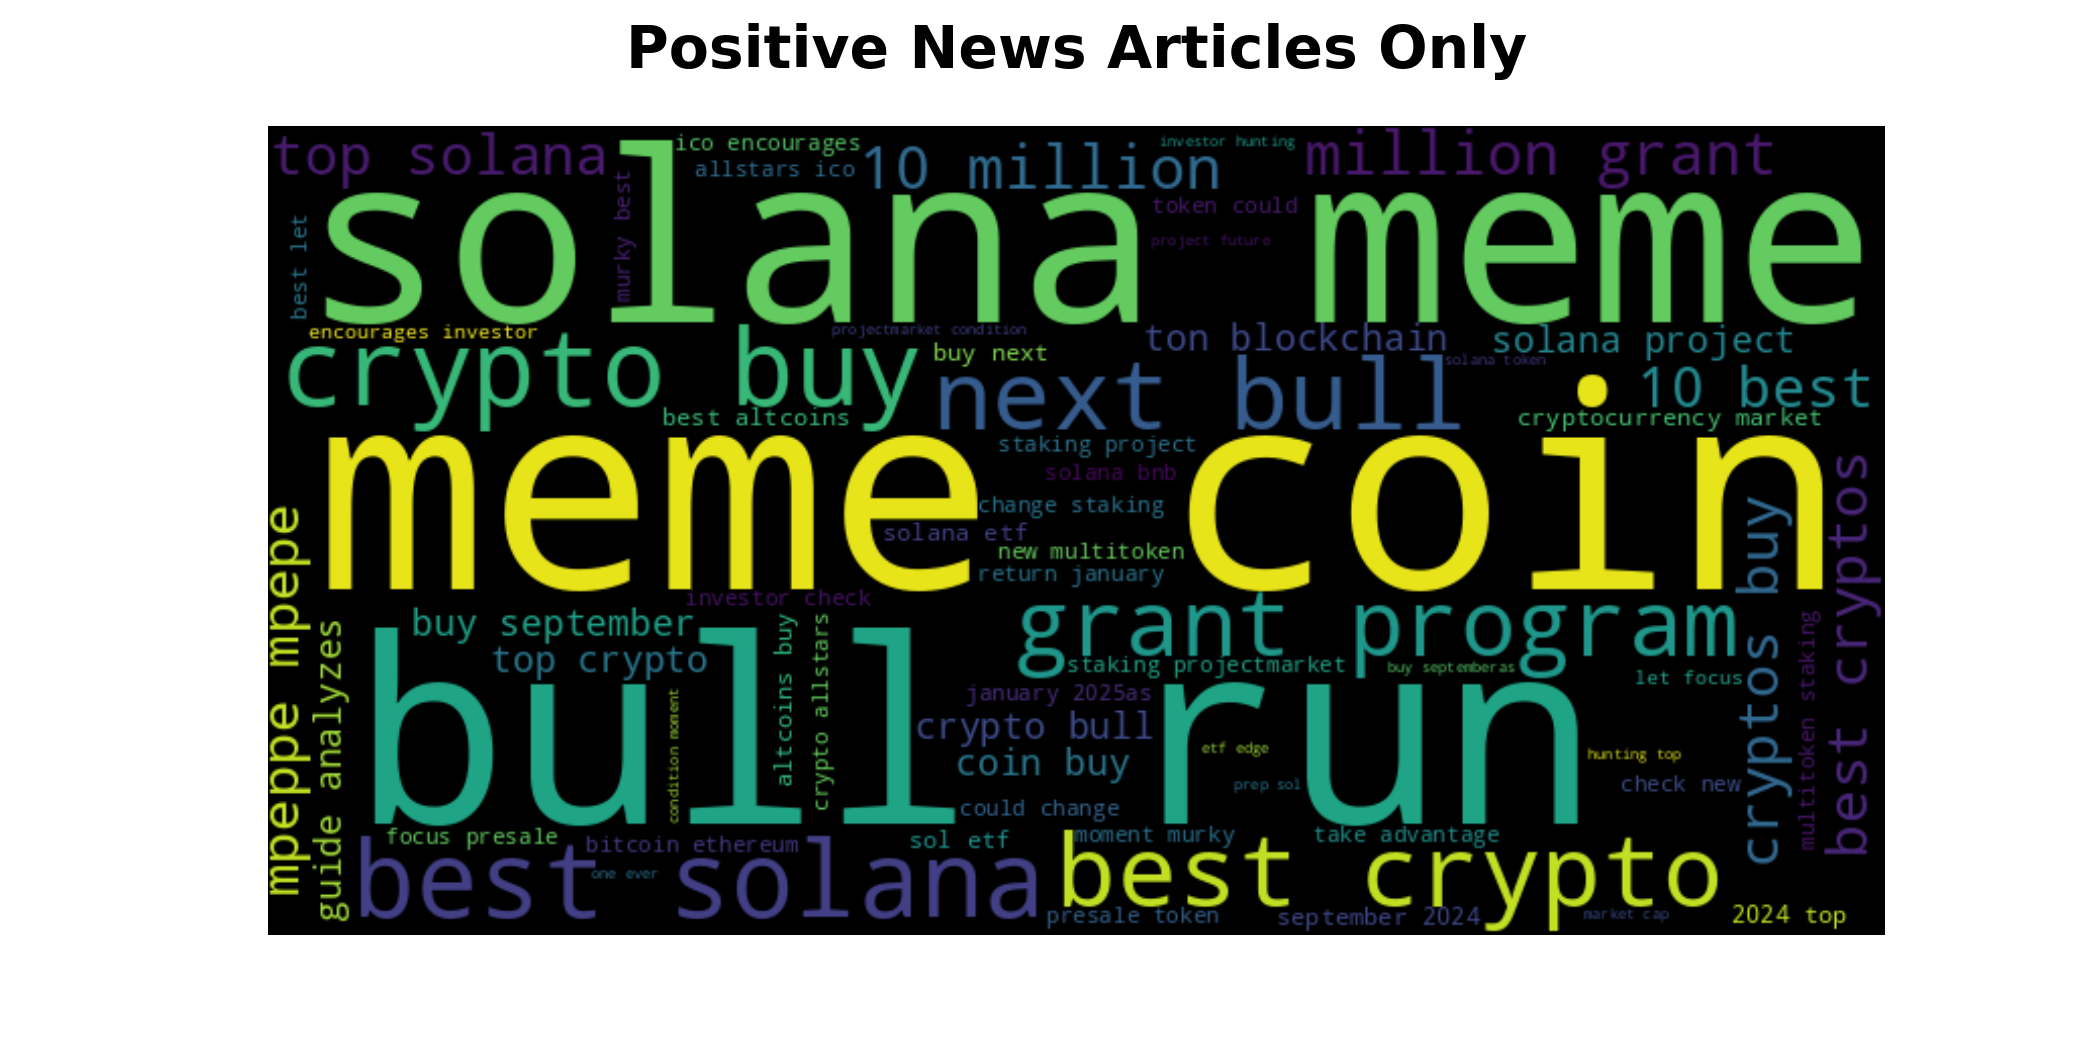 Positive News Articles Only
top solana
ico encourages
allstars ico
10 million
investor hunting
million grant
solana meme
murky best
token could
project future
best let
encourages investor
projectmarket condition
crypto buy
buy next
ton blockchain
solana project
solana token
next bull
10 best
best altcoins
cryptocurrency market
meme coin
staking project
solana bnb
change staking
solana etf
new multitoken
return january
mpeppe mpepe
guide analyzes
investor check
grant program
buy september
top crypto
bull run
staking projectmarket
buy septemberas
let focus
condition moment
altcoins buy
crypto allstars
january 2025as
crypto bull
coin buy
could change
etf edge
prep sol
hunting top
check new
cryptos buy
multitoken staking
best cryptos
focus presale
bitcoin ethereum
sol etf
moment murky
take advantage
best solana
one ever
best crypto
presale token
september 2024
market cap
2024 top